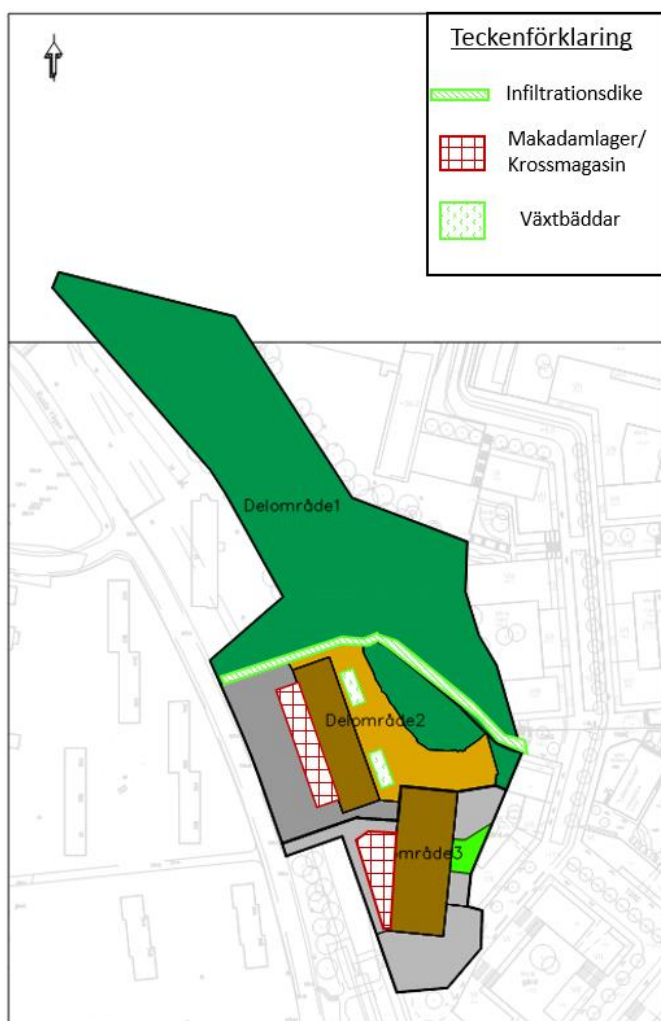 Teckenförklaring
Infiltrationsdike
Makadamlager/
Krossmagasin
Växtbäddar
Delområde1
Delområde2
område3